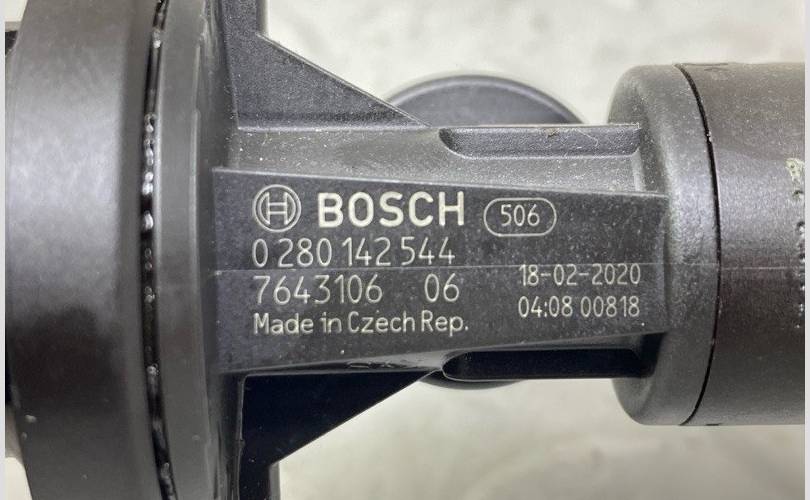 BOSCH 506
0 280 142 544
7643106 06
Made in Czech Rep.
18-02-2020
04:08 00818